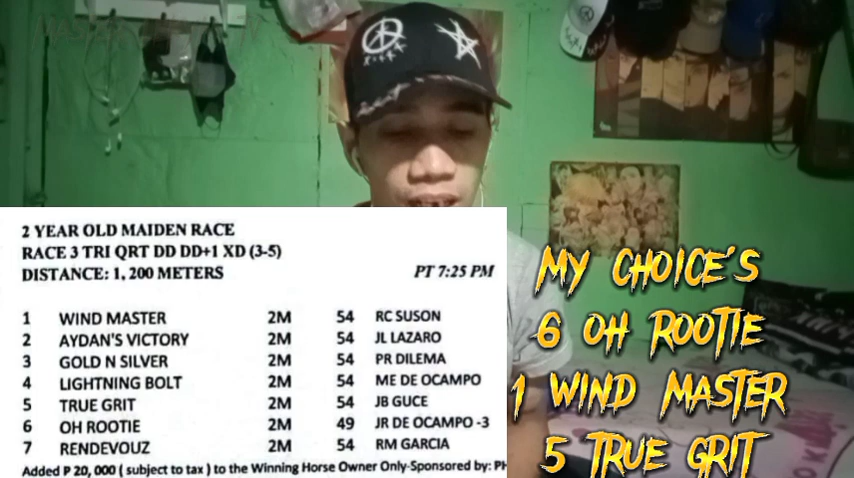 2 YEAR OLD MAIDEN RACE
RACE 3 TRI QRT DD DD+1 XD (3-5)
DISTANCE: 1, 200 METERS PT 7:25 PM
1 WIND MASTER 2M 54 RC SUSON
2 AYDAN'S VICTORY 2M 54 JL LAZARO
3 GOLD N SILVER 2M 54 PR DILEMA
4 LIGHTNING BOLT 2M 54 ME DE OCAMPO
5 TRUE GRIT 2M 54 JB GUCE
6 OH ROOTIE 2M 49 JR DE OCAMPO -3
7 RENDEVOUZ 2M 54 RM GARCIA
Added P 20, 000 ( subject to tax ) to the Winning Horse Owner Only-Sponsored by: PH
MY CHOICE'S
6 OH ROOTIE
1 WIND MASTER
5 TRUE GRIT